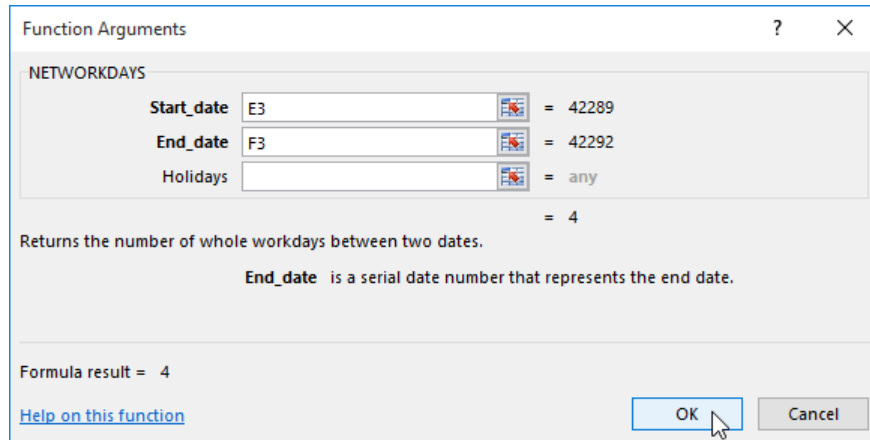 Function Arguments ?
NETWORKDAYS
Start_date E3 = 42289
End_date F3 = 42292
Holidays = any
= 4
Returns the number of whole workdays between two dates.
End_date is a serial date number that represents the end date.
Formula result = 4
Help on this function OK Cancel